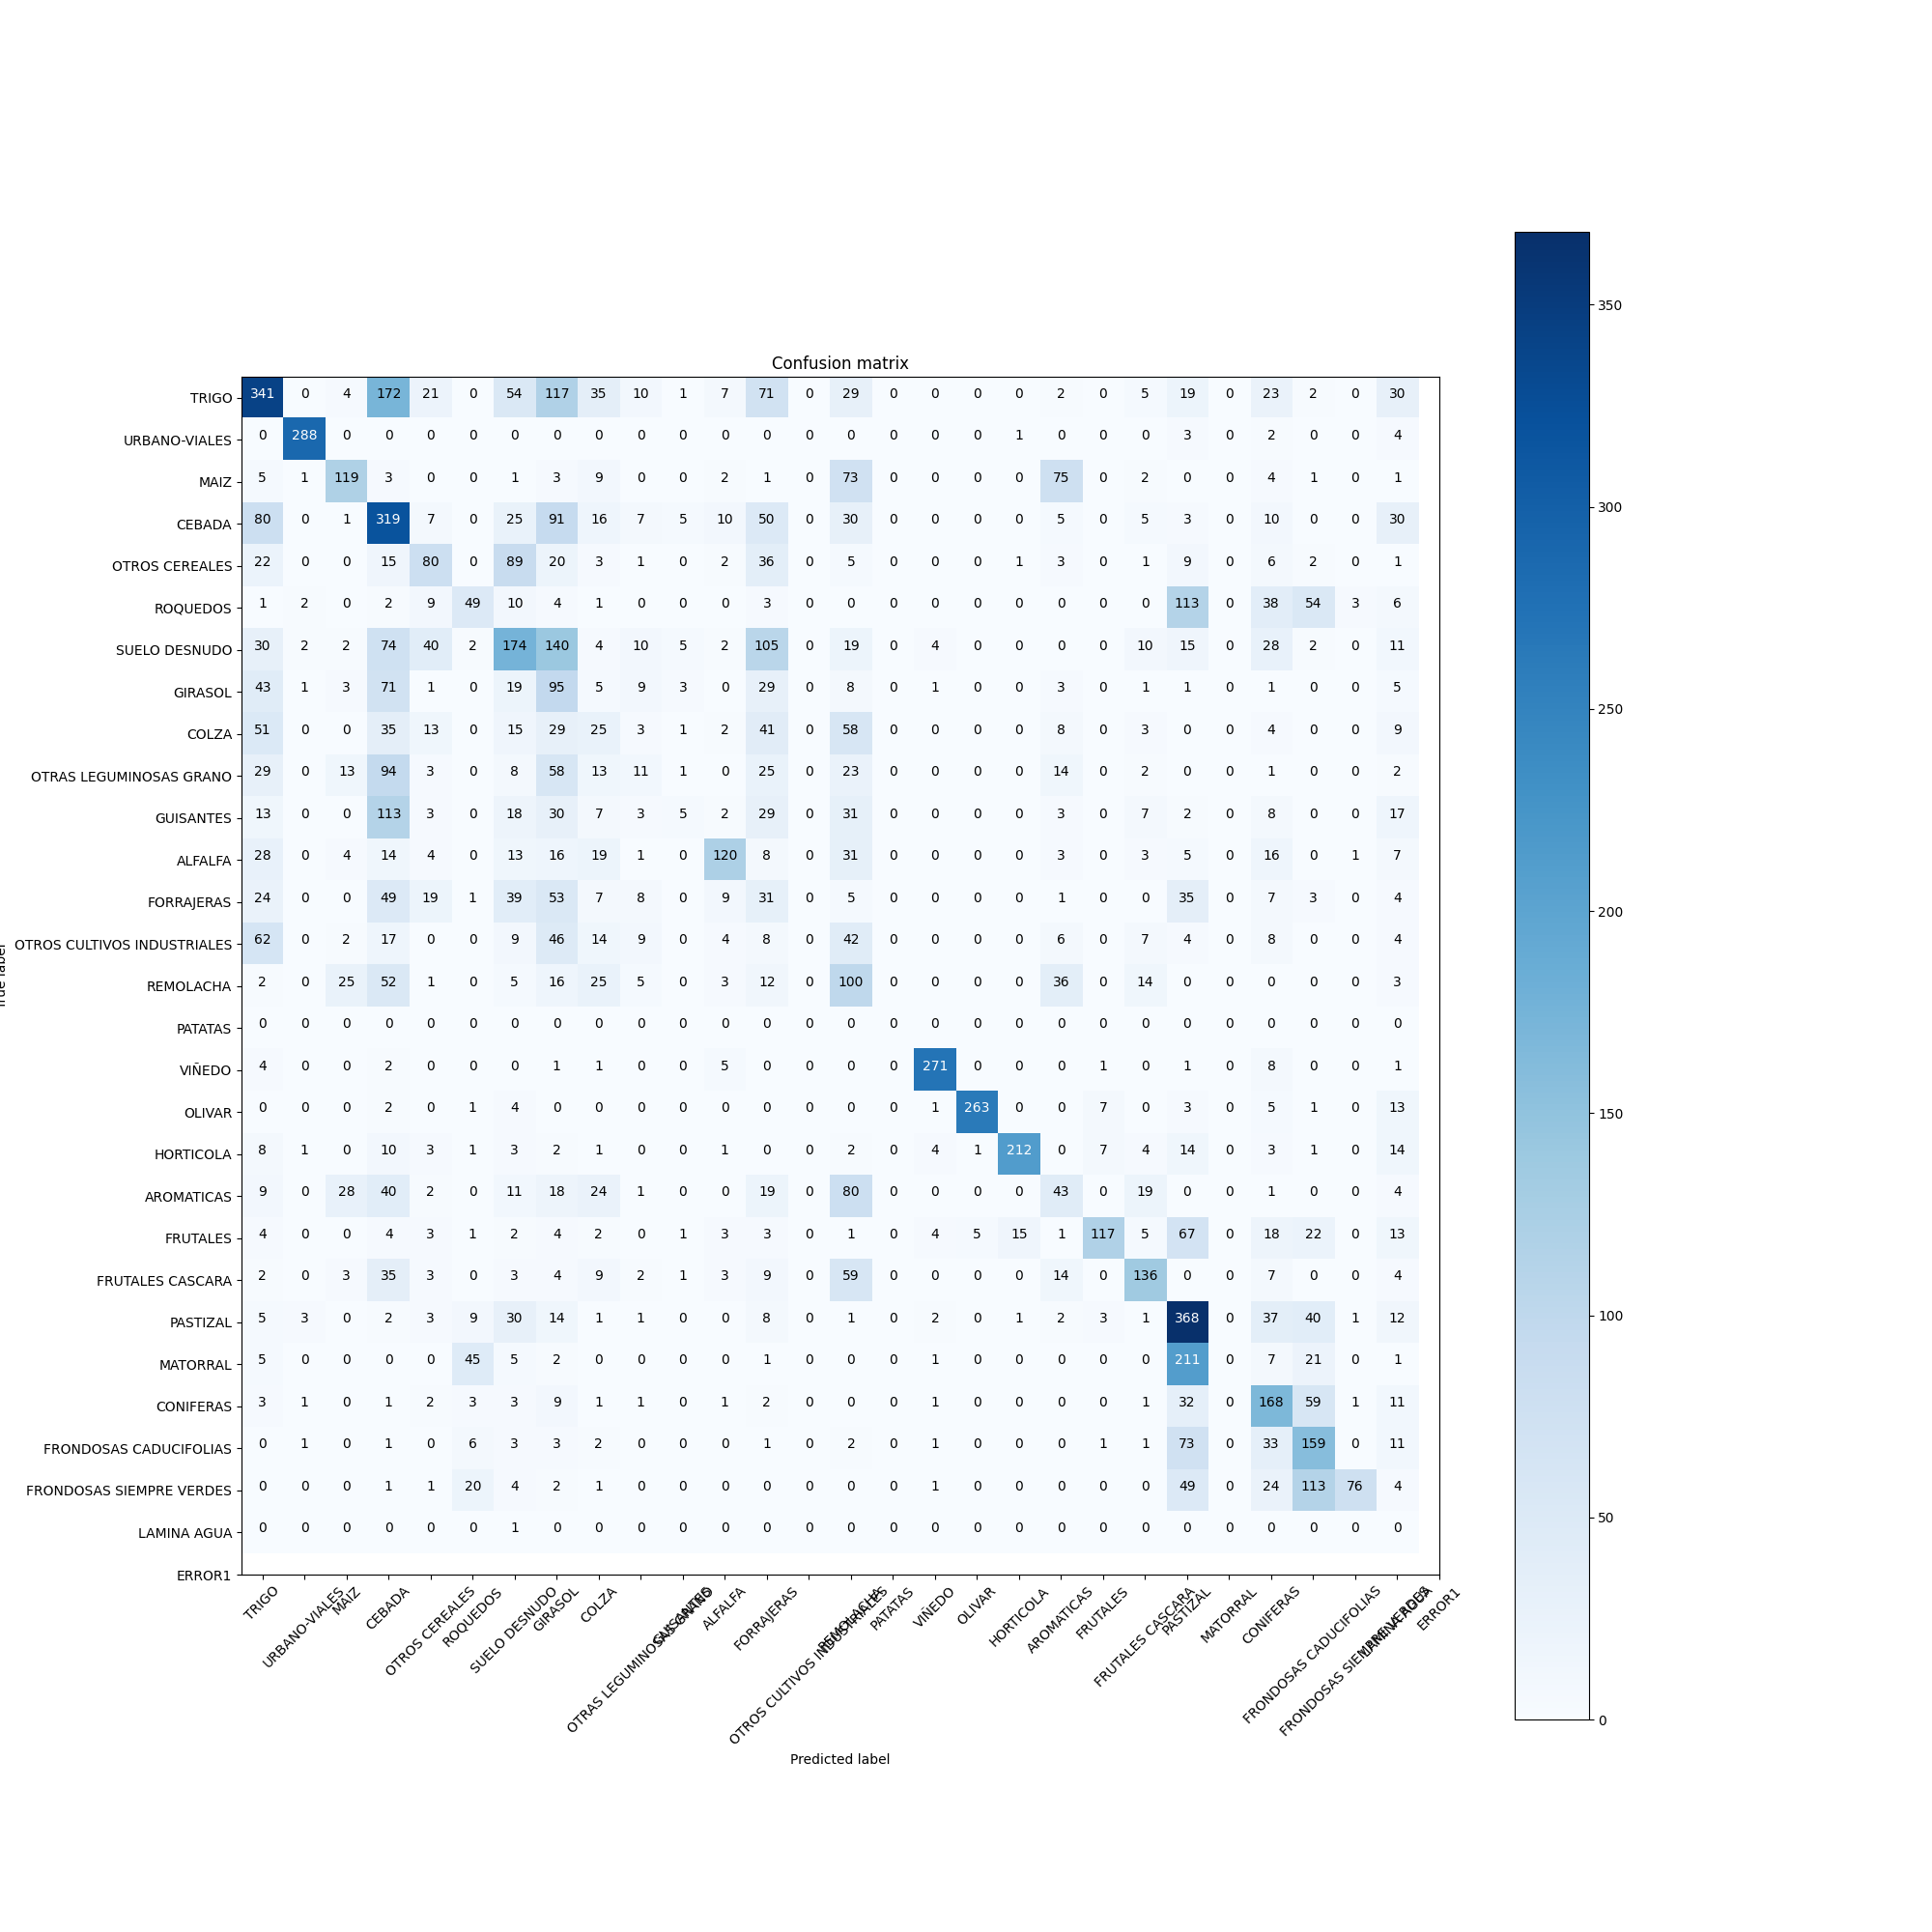 Confusion matrix
TRIGO 341 0 4 172 21 0 54 117 35 10 1 7 71 0 29 0 0 0 0 2 0 5 19 0 23 2 0 30
URBANO-VIALES 0 288 0 0 0 0 0 0 0 0 0 0 0 0 0 0 0 0 1 0 0 0 3 0 2 0 0 4
MAIZ 5 1 119 3 0 0 1 3 9 0 0 2 1 0 73 0 0 0 0 75 0 2 0 0 4 1 0 1
CEBADA 80 0 1 319 7 0 25 91 16 7 5 10 50 0 30 0 0 0 0 5 0 5 3 0 10 0 0 30
OTROS CEREALES 22 0 0 15 80 0 89 20 3 1 0 2 36 0 5 0 0 0 1 3 0 1 9 0 6 2 0 1
ROQUEDOS 1 2 0 2 9 49 10 4 1 0 0 0 3 0 0 0 0 0 0 0 0 0 113 0 38 54 3 6
SUELO DESNUDO 30 2 2 74 40 2 174 140 4 10 5 2 105 0 19 0 4 0 0 0 0 10 15 0 28 2 0 11
GIRASOL 43 1 3 71 1 0 19 95 5 9 3 0 29 0 8 0 1 0 0 3 0 1 1 0 1 0 0 5
COLZA 51 0 0 35 13 0 15 29 25 3 1 2 41 0 58 0 0 0 0 8 0 3 0 0 4 0 0 9
OTRAS LEGUMINOSAS GRANO 29 0 13 94 3 0 8 58 13 11 1 0 25 0 23 0 0 0 0 14 0 2 0 0 1 0 0 2
GUISANTES 13 0 0 113 3 0 18 30 7 3 5 2 29 0 31 0 0 0 0 3 0 7 2 0 8 0 0 17
ALFALFA 28 0 4 14 4 0 13 16 19 1 0 120 8 0 31 0 0 0 0 3 0 3 5 0 16 0 1 7
FORRAJERAS 24 0 0 49 19 1 39 53 7 8 0 9 31 0 5 0 0 0 0 1 0 0 35 0 7 3 0 4
OTROS CULTIVOS INDUSTRIALES 62 0 2 17 0 0 9 46 14 9 0 4 8 0 42 0 0 0 0 6 0 7 4 0 8 0 0 4
REMOLACHA 2 0 25 52 1 0 5 16 25 5 0 3 12 0 100 0 0 0 0 36 0 14 0 0 0 0 0 3
PATATAS 0 0 0 0 0 0 0 0 0 0 0 0 0 0 0 0 0 0 0 0 0 0 0 0 0 0 0 0
VIÑEDO 4 0 0 2 0 0 0 1 1 0 0 5 0 0 0 0 271 0 0 0 1 0 1 0 8 0 0 1
OLIVAR 0 0 0 2 0 1 4 0 0 0 0 0 0 0 0 0 1 263 0 0 7 0 3 0 5 1 0 13
HORTICOLA 8 1 0 10 3 1 3 2 1 0 0 1 0 0 2 0 4 1 212 0 7 4 14 0 3 1 0 14
AROMATICAS 9 0 28 40 2 0 11 18 24 1 0 0 19 0 80 0 0 0 0 43 0 19 0 0 1 0 0 4
FRUTALES 4 0 0 4 3 1 2 4 2 0 1 3 3 0 1 0 4 5 15 1 117 5 67 0 18 22 0 13
FRUTALES CASCARA 2 0 3 35 3 0 3 4 9 2 1 3 9 0 59 0 0 0 0 14 0 136 0 0 7 0 0 4
PASTIZAL 5 3 0 2 3 9 30 14 1 1 0 0 8 0 1 0 2 0 1 2 3 1 368 0 37 40 1 12
MATORRAL 5 0 0 0 0 45 5 2 0 0 0 0 1 0 0 0 1 0 0 0 0 0 211 0 7 21 0 1
CONIFERAS 3 1 0 1 2 3 3 9 1 1 0 1 2 0 0 0 1 0 0 0 0 1 32 0 168 59 1 11
FRONDOSAS CADUCIFOLIAS 0 1 0 1 0 6 3 3 2 0 0 0 1 0 2 0 1 0 0 0 1 1 73 0 33 159 0 11
FRONDOSAS SIEMPRE VERDES 0 0 0 1 1 20 4 2 1 0 0 0 0 0 0 0 1 0 0 0 0 0 49 0 24 113 76 4
LAMINA AGUA 0 0 0 0 0 0 1 0 0 0 0 0 0 0 0 0 0 0 0 0 0 0 0 0 0 0 0 0
ERROR1
TRIGO
URBANO-VIALES
MAIZ
CEBADA
OTROS CEREALES
ROQUEDOS
SUELO DESNUDO
GIRASOL
COLZA
OTRAS LEGUMINOSAS GRANO
GUISANTES
ALFALFA
FORRAJERAS
OTROS CULTIVOS INDUSTRIALES
REMOLACHA
PATATAS
VIÑEDO
OLIVAR
HORTICOLA
AROMATICAS
FRUTALES
FRUTALES CASCARA
PASTIZAL
MATORRAL
CONIFERAS
FRONDOSAS CADUCIFOLIAS
FRONDOSAS SIEMPRE VERDES
LAMINA AGUA
ERROR1
Predicted label
350
300
250
200
150
100
50
0
label